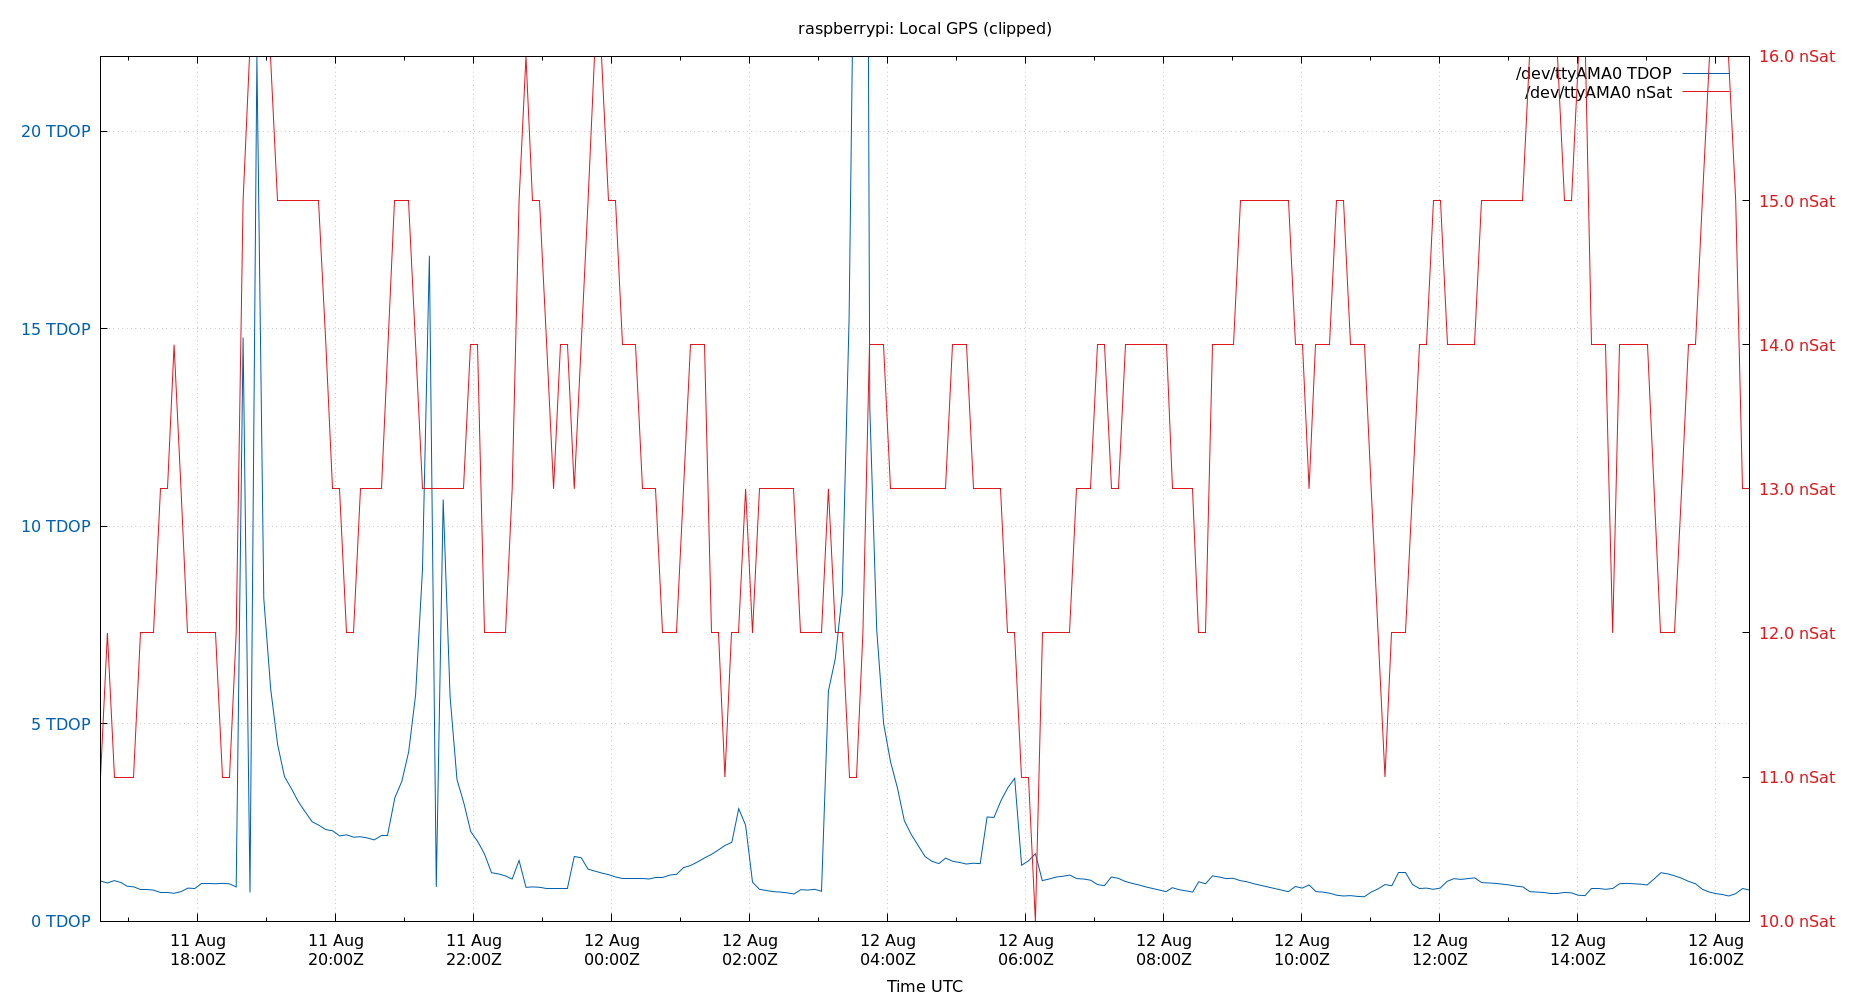 raspberrypi: Local GPS (clipped)
/dev/ttyAMA0 TDOP
/dev/ttyAMA0 nSat
20 TDOP
15 TDOP
10 TDOP
5 TDOP
0 TDOP
16.0 nSat
15.0 nSat
14.0 nSat
13.0 nSat
12.0 nSat
11.0 nSat
10.0 nSat
11 Aug 11 Aug 11 Aug 12 Aug 12 Aug 12 Aug 12 Aug 12 Aug 12 Aug 12 Aug 12 Aug 12 Aug
18:00Z 20:00Z 22:00Z 00:00Z 02:00Z 04:00Z 06:00Z 08:00Z 10:00Z 12:00Z 14:00Z 16:00Z
Time UTC